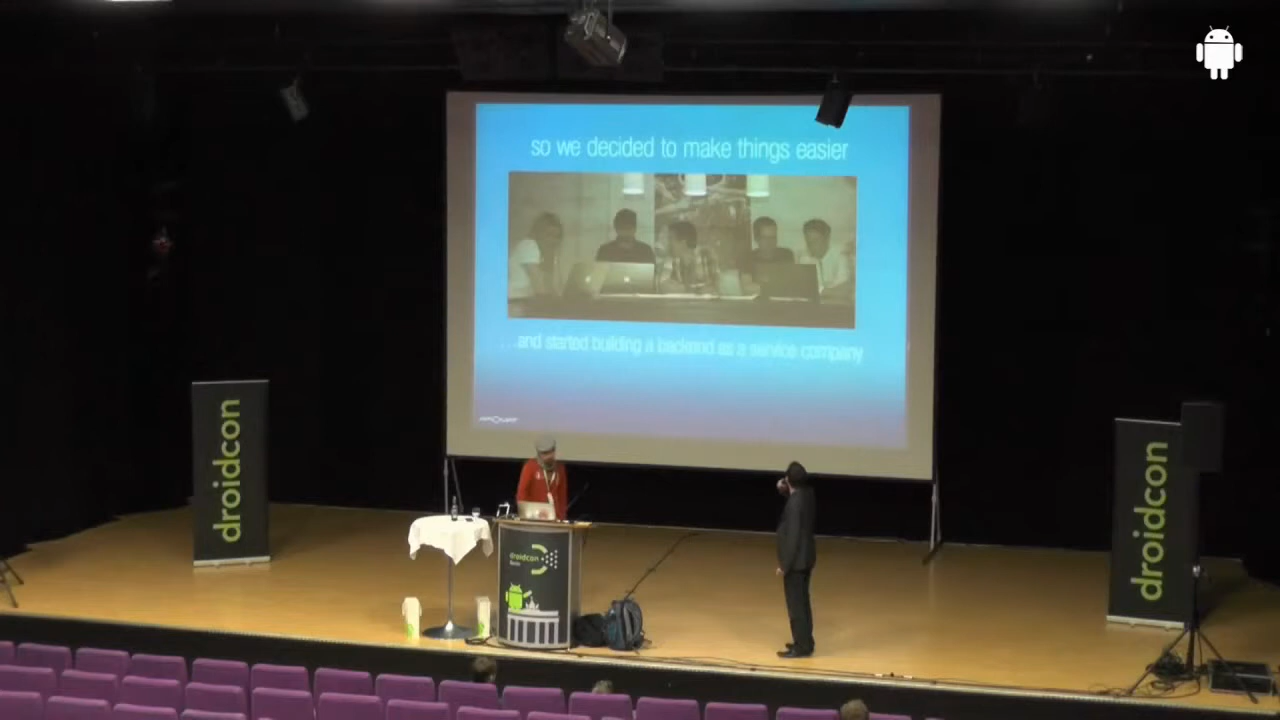 so we decided to make things easier
...and started building a backend as a service company
droidcon
droidcon
droidcon